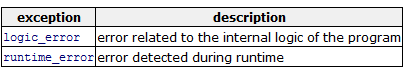 exception description
logic_error error related to the internal logic of the program
runtime_error error detected during runtime